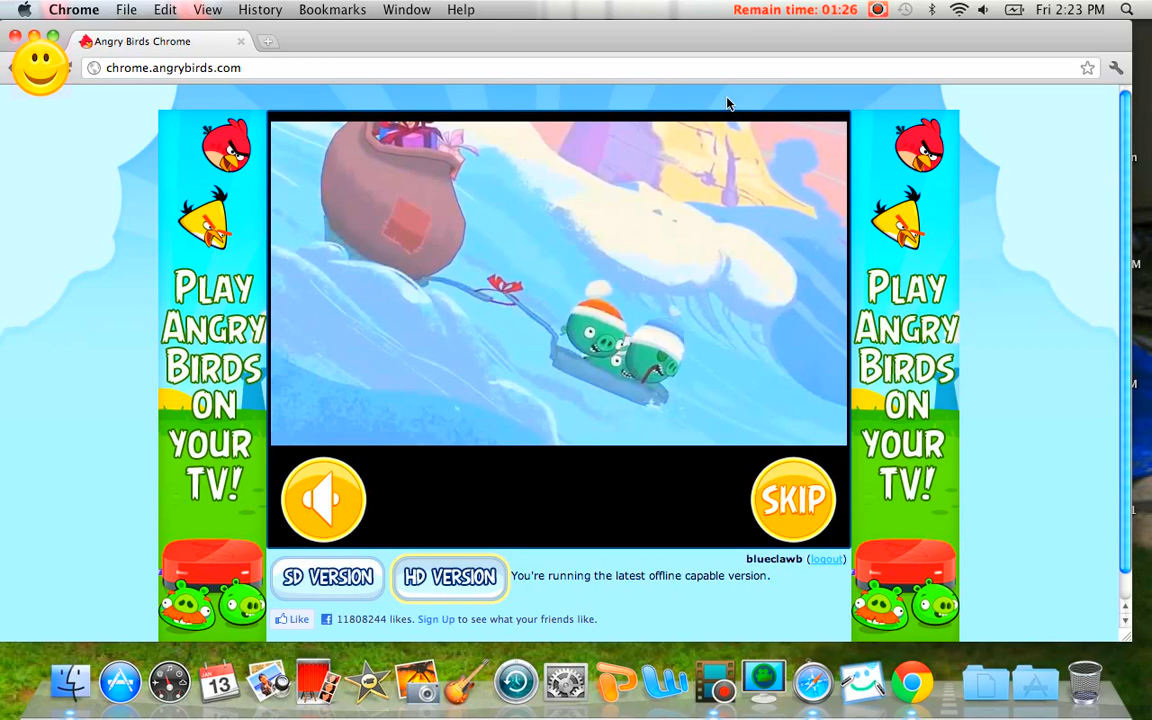 Chrome File Edit View History Bookmarks Window Help Remain time: 01:26 Fri 2:23 PM
Angry Birds Chrome
chrome.angrybirds.com
PLAY
ANGRY
BIRDS
ON
YOUR
TV!
PLAY
ANGRY
BIRDS
ON
YOUR
TV!
SKIP
blueclawb (logout)
SD VERSION HD VERSION You're running the latest offline capable version.
Like 11808244 likes. Sign Up to see what your friends like.
13